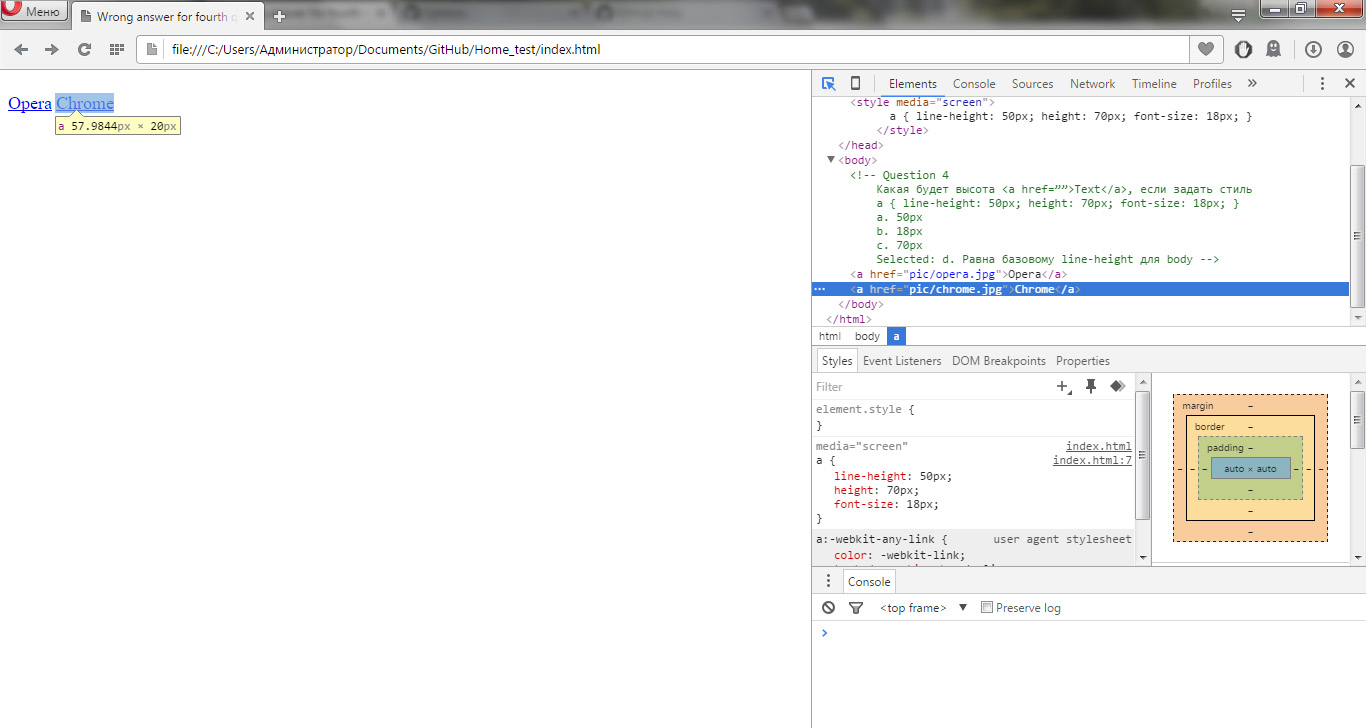 Меню
Wrong answer for fourth
file:///C:/Users/Администратор/Documents/GitHub/Home_test/index.html
Opera Chrome
a 57.9844px × 20px
Elements Console Sources Network Timeline Profiles »
<style media="screen">
a { line-height: 50px; height: 70px; font-size: 18px; }
</style>
</head>
<body>
<!-- Question 4
Какая будет высота <a href=””>Text</a>, если задать стиль
a { line-height: 50px; height: 70px; font-size: 18px; }
a. 50px
b. 18px
c. 70px
Selected: d. Равна базовому line-height для body -->
<a href="pic/opera.jpg">Opera</a>
<a href="pic/chrome.jpg">Chrome</a>
</body>
</html>
html body a
Styles Event Listeners DOM Breakpoints Properties
Filter
element.style {
}
media="screen" index.html
a { index.html:7
line-height: 50px;
height: 70px;
font-size: 18px;
}
a:-webkit-any-link { user agent stylesheet
color: -webkit-link;
margin –
border –
padding –
– – – auto × auto – – –
–
–
–
Console
<top frame> ▼ Preserve log
>